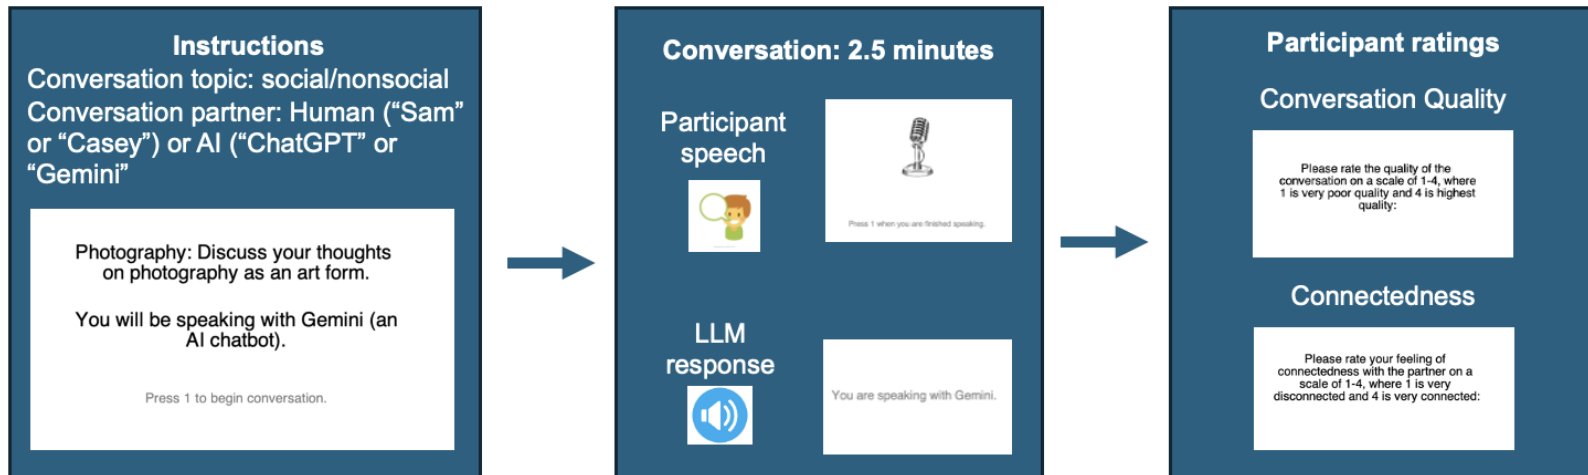 Instructions
Conversation topic: social/nonsocial
Conversation partner: Human (“Sam”
or “Casey”) or AI (“ChatGPT” or
“Gemini”
Photography: Discuss your thoughts
on photography as an art form.
You will be speaking with Gemini (an
AI chatbot).
Press 1 to begin conversation.
Conversation: 2.5 minutes
Participant
speech
Press 1 when you are finished speaking.
LLM
response
You are speaking with Gemini.
Participant ratings
Conversation Quality
Please rate the quality of the
conversation on a scale of 1-4, where
1 is very poor quality and 4 is highest
quality:
Connectedness
Please rate your feeling of
connectedness with the partner on a
scale of 1-4, where 1 is very
disconnected and 4 is very connected: